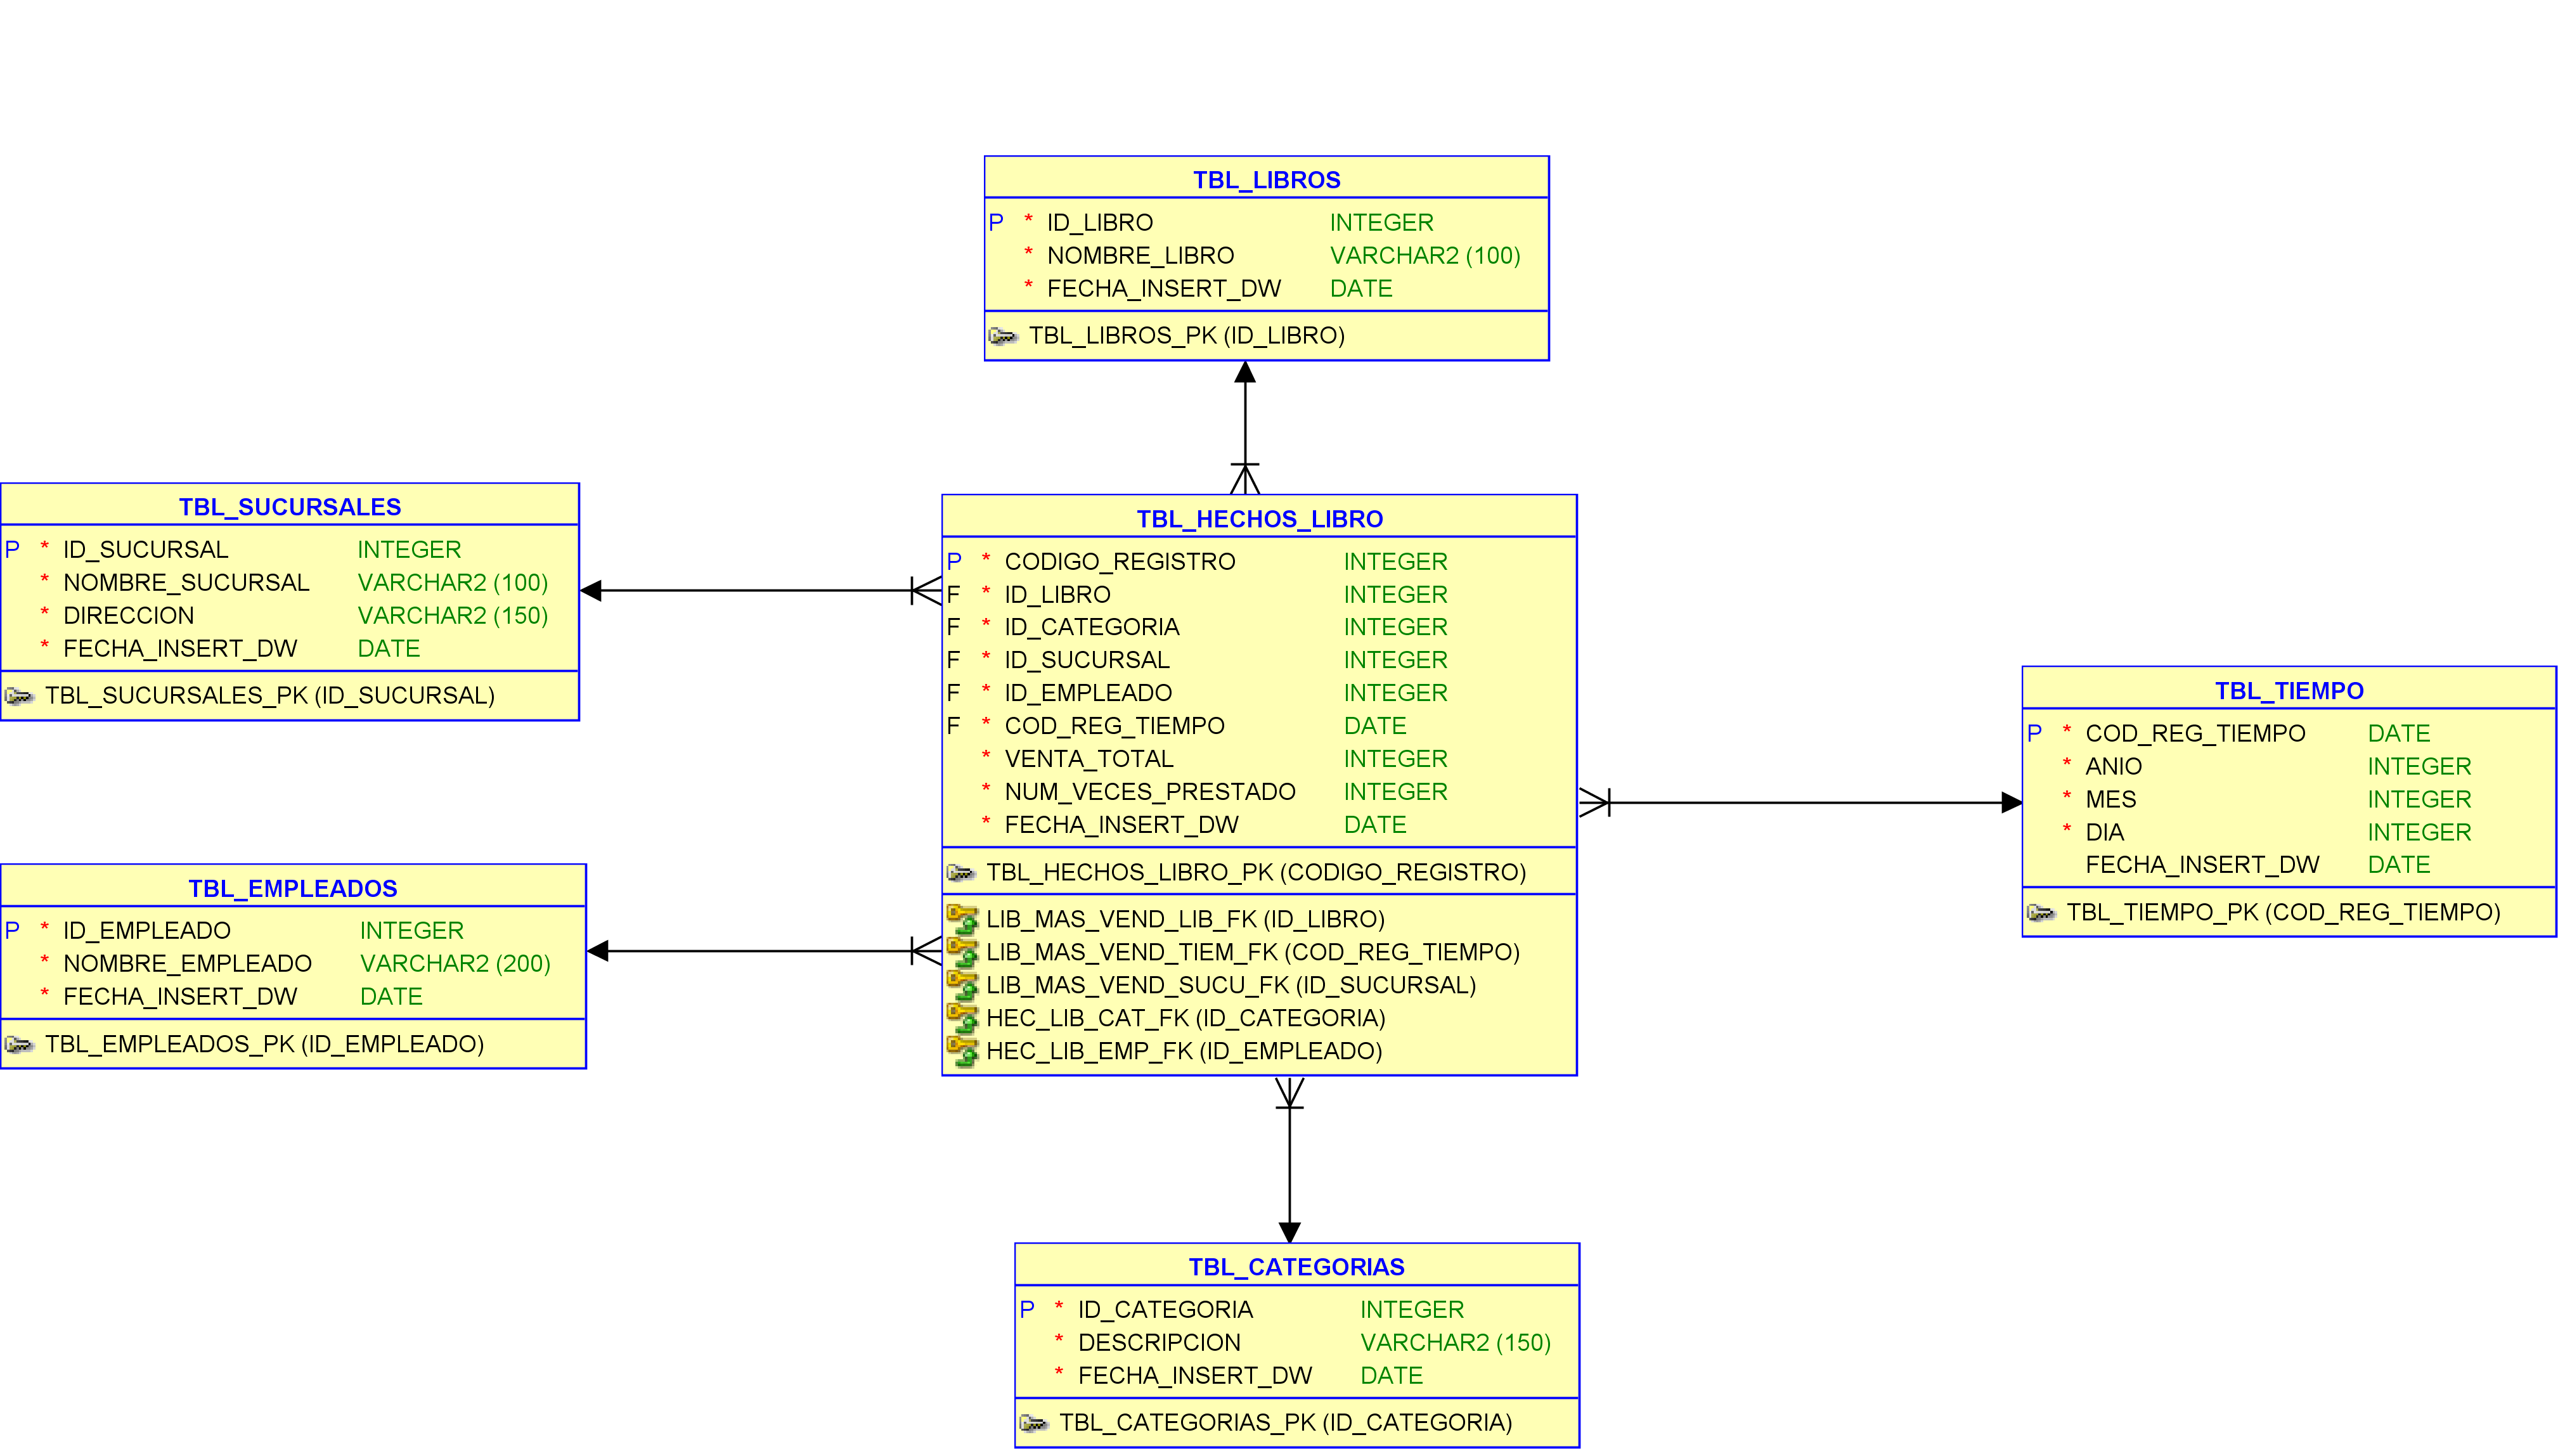 TBL_LIBROS
P * ID_LIBRO INTEGER
* NOMBRE_LIBRO VARCHAR2 (100)
* FECHA_INSERT_DW DATE
TBL_LIBROS_PK (ID_LIBRO)
TBL_SUCURSALES
P * ID_SUCURSAL INTEGER
* NOMBRE_SUCURSAL VARCHAR2 (100)
* DIRECCION VARCHAR2 (150)
* FECHA_INSERT_DW DATE
TBL_SUCURSALES_PK (ID_SUCURSAL)
TBL_HECHOS_LIBRO
P * CODIGO_REGISTRO INTEGER
F * ID_LIBRO INTEGER
F * ID_CATEGORIA INTEGER
F * ID_SUCURSAL INTEGER
F * ID_EMPLEADO INTEGER
F * COD_REG_TIEMPO DATE
* VENTA_TOTAL INTEGER
* NUM_VECES_PRESTADO INTEGER
* FECHA_INSERT_DW DATE
TBL_HECHOS_LIBRO_PK (CODIGO_REGISTRO)
LIB_MAS_VEND_LIB_FK (ID_LIBRO)
LIB_MAS_VEND_TIEM_FK (COD_REG_TIEMPO)
LIB_MAS_VEND_SUCU_FK (ID_SUCURSAL)
HEC_LIB_CAT_FK (ID_CATEGORIA)
HEC_LIB_EMP_FK (ID_EMPLEADO)
TBL_TIEMPO
P * COD_REG_TIEMPO DATE
* ANIO INTEGER
* MES INTEGER
* DIA INTEGER
FECHA_INSERT_DW DATE
TBL_TIEMPO_PK (COD_REG_TIEMPO)
TBL_EMPLEADOS
P * ID_EMPLEADO INTEGER
* NOMBRE_EMPLEADO VARCHAR2 (200)
* FECHA_INSERT_DW DATE
TBL_EMPLEADOS_PK (ID_EMPLEADO)
TBL_CATEGORIAS
P * ID_CATEGORIA INTEGER
* DESCRIPCION VARCHAR2 (150)
* FECHA_INSERT_DW DATE
TBL_CATEGORIAS_PK (ID_CATEGORIA)